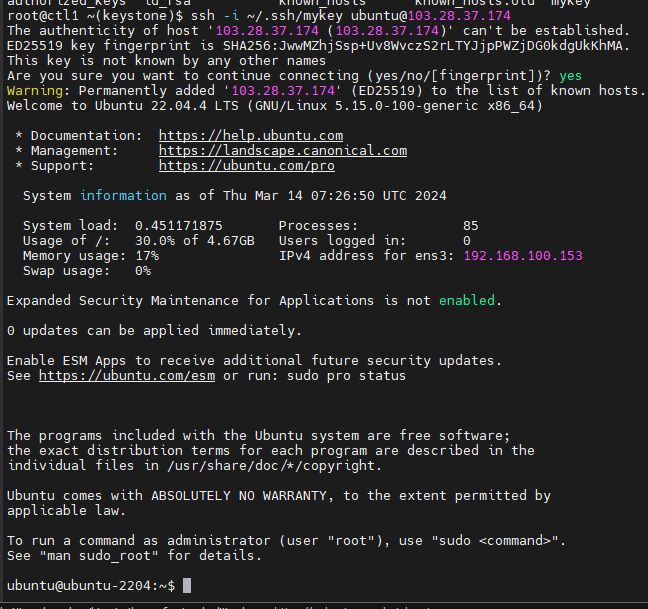 root@ctl1 ~(keystone)$ ssh -i ~/.ssh/mykey ubuntu@103.28.37.174
The authenticity of host '103.28.37.174 (103.28.37.174)' can't be established.
ED25519 key fingerprint is SHA256:JwwMZhjSsp+Uv8WvczS2rLTYJjpPWZjDG0kdgUkKhMA.
This key is not known by any other names
Are you sure you want to continue connecting (yes/no/[fingerprint])? yes
Warning: Permanently added '103.28.37.174' (ED25519) to the list of known hosts.
Welcome to Ubuntu 22.04.4 LTS (GNU/Linux 5.15.0-100-generic x86_64)

 * Documentation:  https://help.ubuntu.com
 * Management:     https://landscape.canonical.com
 * Support:        https://ubuntu.com/pro

  System information as of Thu Mar 14 07:26:50 UTC 2024

  System load:  0.451171875       Processes:             85
  Usage of /:   30.0% of 4.67GB   Users logged in:       0
  Memory usage: 17%               IPv4 address for ens3: 192.168.100.153
  Swap usage:   0%

Expanded Security Maintenance for Applications is not enabled.

0 updates can be applied immediately.

Enable ESM Apps to receive additional future security updates.
See https://ubuntu.com/esm or run: sudo pro status

The programs included with the Ubuntu system are free software;
the exact distribution terms for each program are described in the
individual files in /usr/share/doc/*/copyright.

Ubuntu comes with ABSOLUTELY NO WARRANTY, to the extent permitted by
applicable law.

To run a command as administrator (user "root"), use "sudo <command>".
See "man sudo_root" for details.

ubuntu@ubuntu-2204:~$